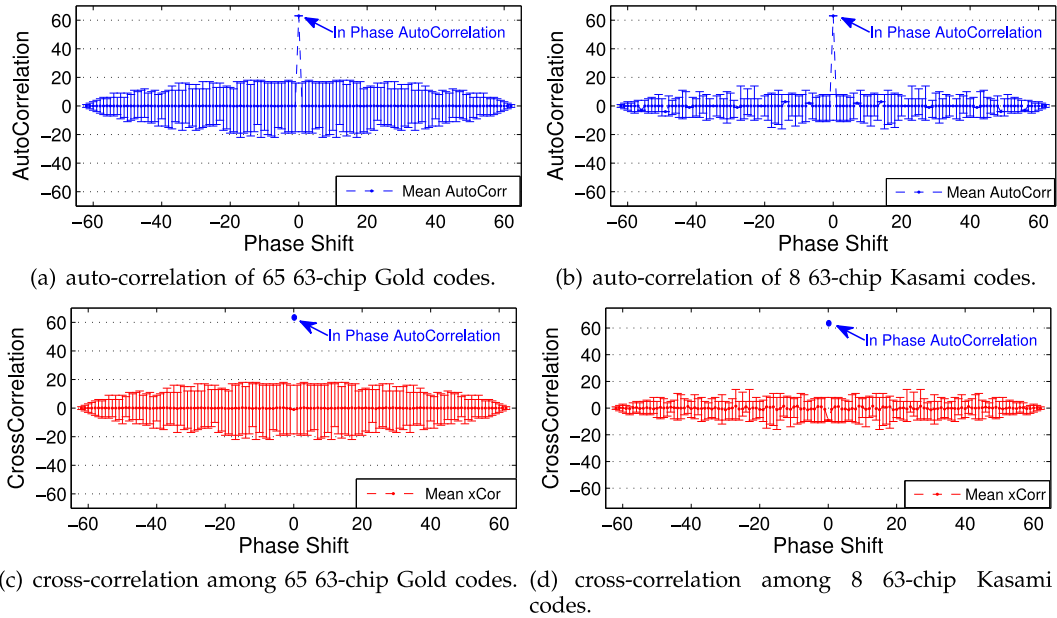 60
40
20
0
−20
−40
−60
AutoCorrelation
In Phase AutoCorrelation
Mean AutoCorr
−60 −40 −20 0 20 40 60
Phase Shift
(a) auto-correlation of 65 63-chip Gold codes.
60
40
20
0
−20
−40
−60
AutoCorrelation
In Phase AutoCorrelation
Mean AutoCorr
−60 −40 −20 0 20 40 60
Phase Shift
(b) auto-correlation of 8 63-chip Kasami codes.
60
40
20
0
−20
−40
−60
CrossCorrelation
In Phase AutoCorrelation
Mean xCor
−60 −40 −20 0 20 40 60
Phase Shift
(c) cross-correlation among 65 63-chip Gold codes.
60
40
20
0
−20
−40
−60
CrossCorrelation
In Phase AutoCorrelation
Mean xCorr
−60 −40 −20 0 20 40 60
Phase Shift
(d) cross-correlation among 8 63-chip Kasami
codes.